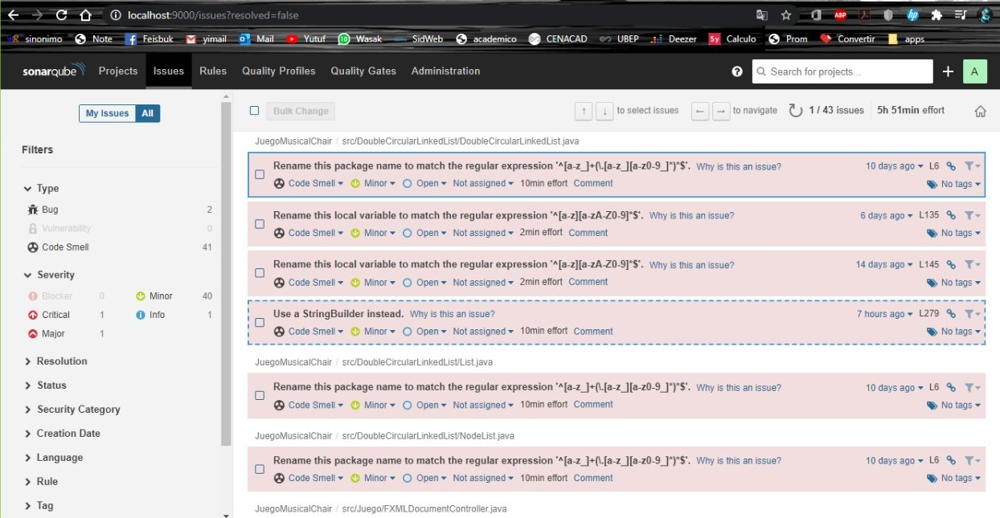 localhost:9000/issues?resolved=false
ABP
hp
sinonimo Note Feisbuk yimail Mail Yutuf 10 Wasak SidWeb academico CENACAD UBEP Deezer Sy Calculo Prom Convertir apps
sonarqube Projects Issues Rules Quality Profiles Quality Gates Administration ? Search for projects... + A
My Issues All
Bulk Change ↑ ↓ to select issues ← → to navigate 1 / 43 issues 5h 51min effort
Filters
Type
Bug 2
Vulnerability 0
Code Smell 41
Severity
Blocker 0 Minor 40
Critical 1 Info 1
Major 1
Resolution
Status
Security Category
Creation Date
Language
Rule
Tag
JuegoMusicalChair / src/DoubleCircularLinkedList/DoubleCircularLinkedList.java
Rename this package name to match the regular expression '^[a-z_]+(\.[a-z_][a-z0-9_]*)*$'. Why is this an issue? 10 days ago L6
Code Smell Minor Open Not assigned 10min effort Comment No tags
Rename this local variable to match the regular expression '^[a-z][a-zA-Z0-9]*$'. Why is this an issue? 6 days ago L135
Code Smell Minor Open Not assigned 2min effort Comment No tags
Rename this local variable to match the regular expression '^[a-z][a-zA-Z0-9]*$'. Why is this an issue? 14 days ago L145
Code Smell Minor Open Not assigned 2min effort Comment No tags
Use a StringBuilder instead. Why is this an issue? 7 hours ago L279
Code Smell Minor Open Not assigned 10min effort Comment No tags
JuegoMusicalChair / src/DoubleCircularLinkedList/List.java
Rename this package name to match the regular expression '^[a-z_]+(\.[a-z_][a-z0-9_]*)*$'. Why is this an issue? 10 days ago L6
Code Smell Minor Open Not assigned 10min effort Comment No tags
JuegoMusicalChair / src/DoubleCircularLinkedList/NodeList.java
Rename this package name to match the regular expression '^[a-z_]+(\.[a-z_][a-z0-9_]*)*$'. Why is this an issue? 10 days ago L6
Code Smell Minor Open Not assigned 10min effort Comment No tags
JuegoMusicalChair / src/Juego/FXMLDocumentController.java